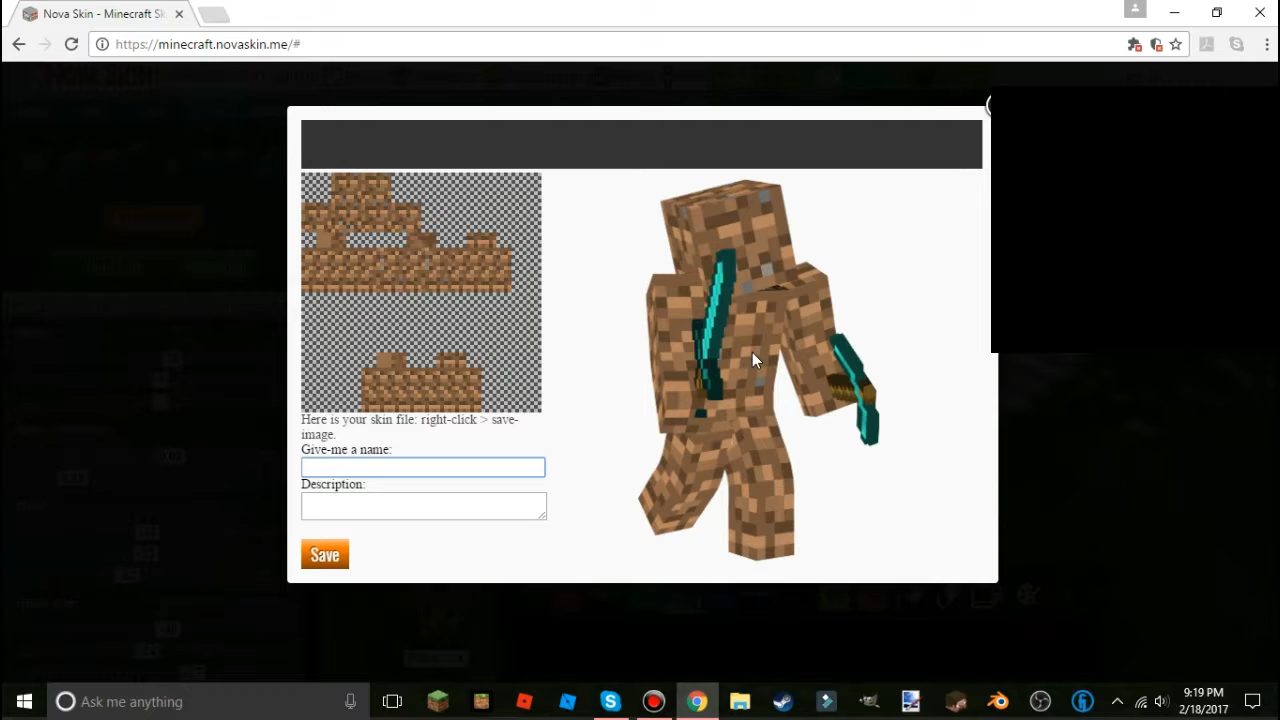 Nova Skin - Minecraft Sk
https://minecraft.novaskin.me/#
Here is your skin file: right-click > save-
image.
Give-me a name:
Description:
Save
Ask me anything
9:19 PM
2/18/2017